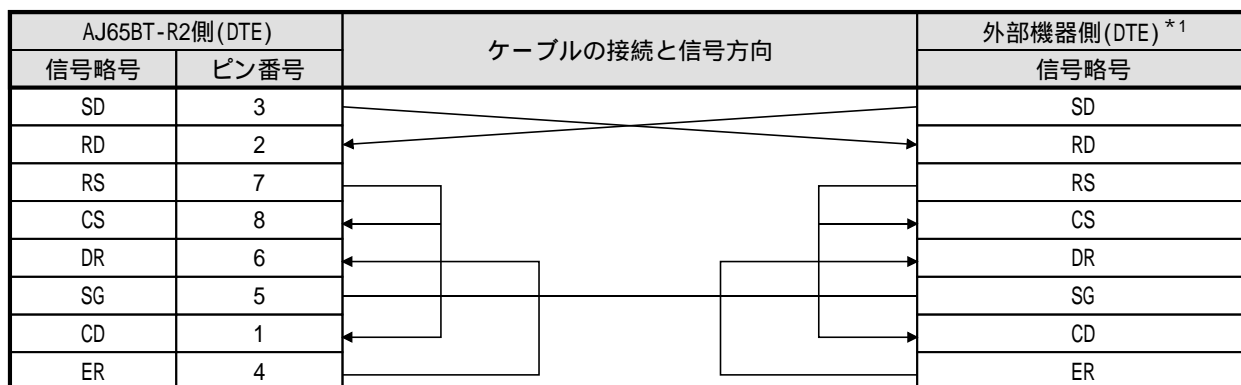 AJ65BT-R2側(DTE) ケーブルの接続と信号方向 外部機器側(DTE)*1
信号略号 ピン番号 信号略号
SD 3 SD
RD 2 RD
RS 7 RS
CS 8 CS
DR 6 DR
SG 5 SG
CD 1 CD
ER 4 ER